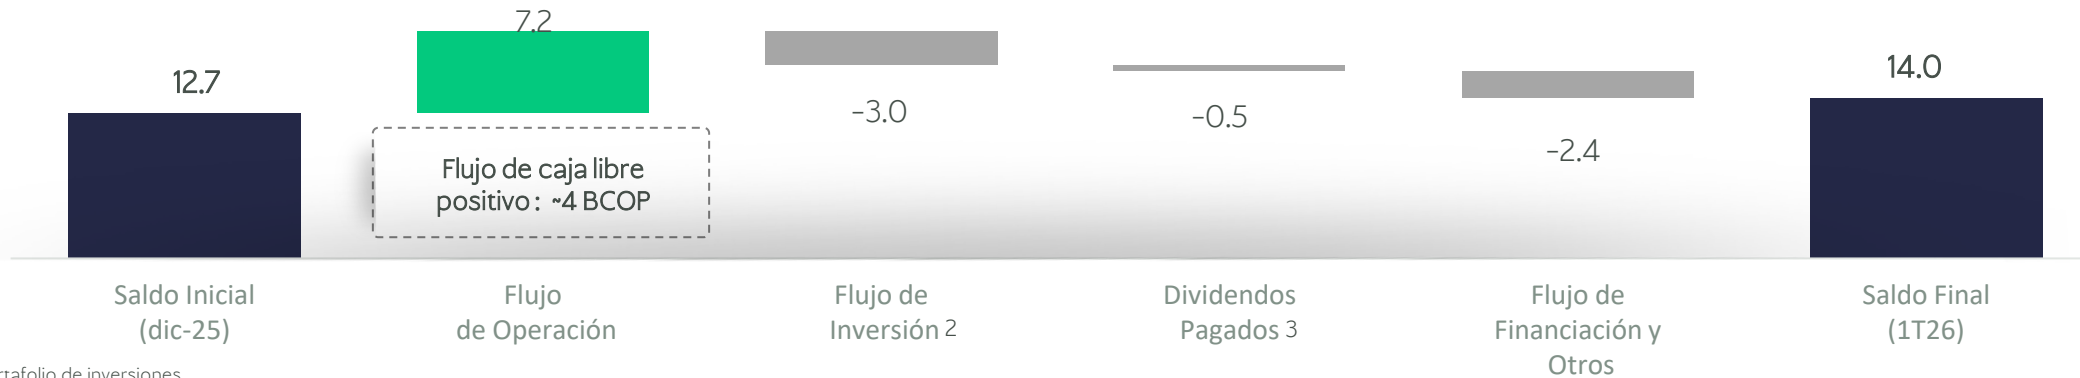 7.2
12.7
14.0
-3.0
-0.5
-2.4
Flujo de caja libre
positivo: ~4 BCOP
Saldo Inicial
(dic-25)
Flujo
de Operación
Flujo de
Inversión 2
Dividendos
Pagados 3
Flujo de
Financiación y
Otros
Saldo Final
(1T26)
de inversiones